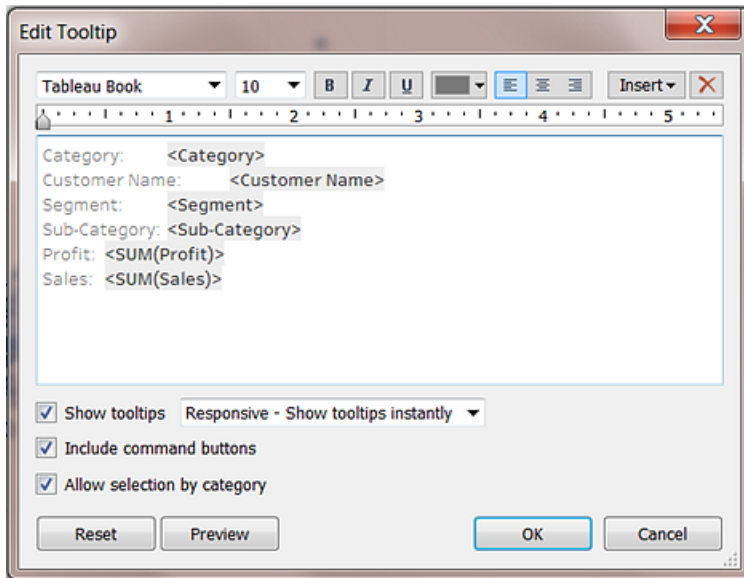 Edit Tooltip
Tableau Book 10 B I U Insert
1 2 3 4 5
Category: <Category>
Customer Name: <Customer Name>
Segment: <Segment>
Sub-Category: <Sub-Category>
Profit: <SUM(Profit)>
Sales: <SUM(Sales)>
Show tooltips Responsive - Show tooltips instantly
Include command buttons
Allow selection by category
Reset Preview OK Cancel